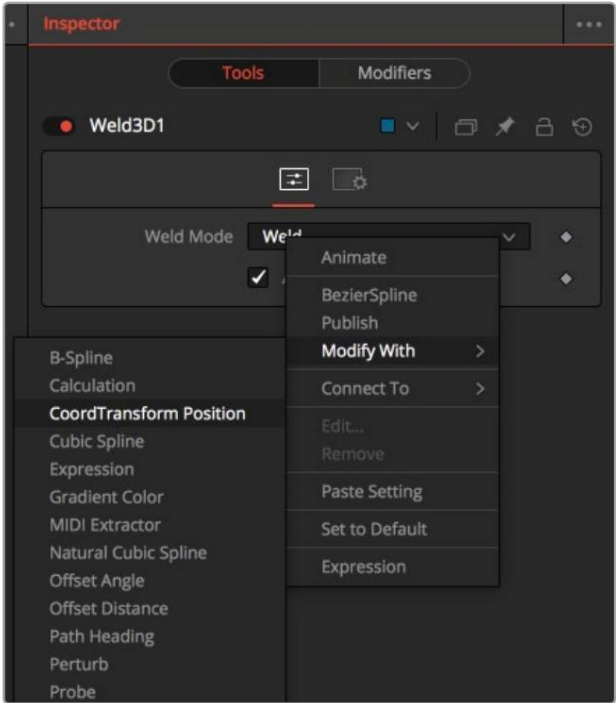 Inspector
Tools Modifiers
Weld3D1
Weld Mode Weld
Animate
BezierSpline
Publish
Modify With
Connect To
Edit...
Remove
Paste Setting
Set to Default
Expression
B-Spline
Calculation
CoordTransform Position
Cubic Spline
Expression
Gradient Color
MIDI Extractor
Natural Cubic Spline
Offset Angle
Offset Distance
Path Heading
Perturb
Probe